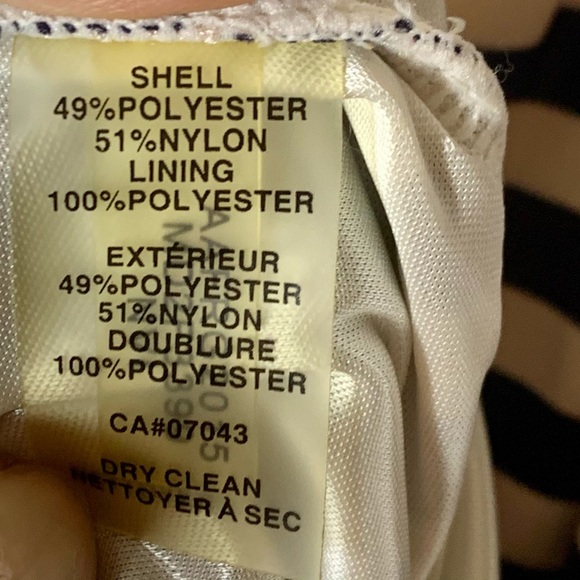 SHELL
49%POLYESTER
51%NYLON
LINING
100%POLYESTER
EXTÉRIEUR
49%POLYESTER
51%NYLON
DOUBLURE
100%POLYESTER
CA#07043
DRY CLEAN
NETTOYER À SEC